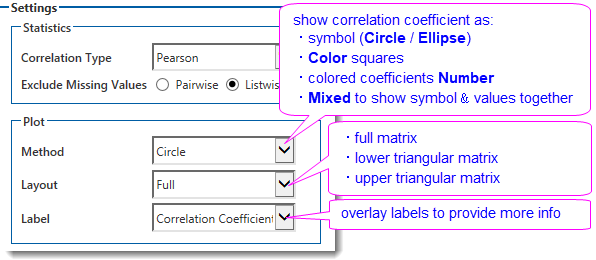 Settings
Statistics
Correlation Type Pearson
Exclude Missing Values Pairwise Listwis
show correlation coefficient as:
・symbol (Circle / Ellipse)
・Color squares
・colored coefficients Number
・Mixed to show symbol & values together
Plot
Method Circle
Layout Full
Label Correlation Coefficient
・full matrix
・lower triangular matrix
・upper triangular matrix
overlay labels to provide more info